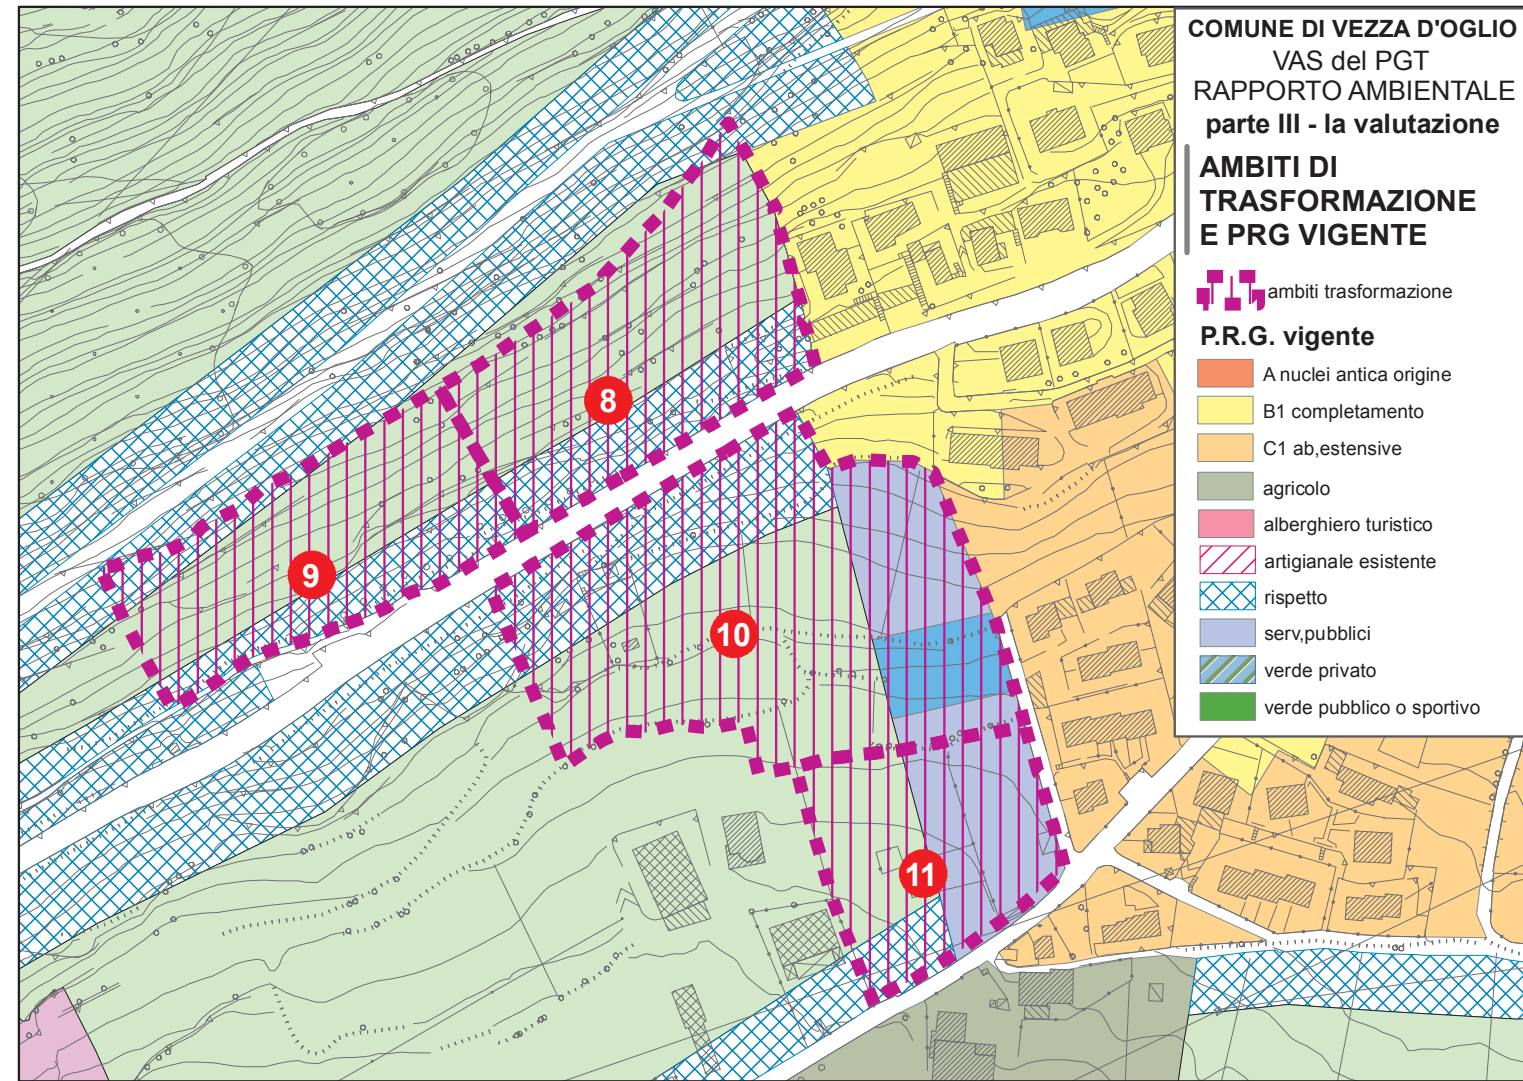 COMUNE DI VEZZA D'OGLIO
VAS del PGT
RAPPORTO AMBIENTALE
parte III - la valutazione
AMBITI DI
TRASFORMAZIONE
E PRG VIGENTE
ambiti trasformazione
P.R.G. vigente
A nuclei antica origine
B1 completamento
C1 ab,estensive
agricolo
alberghiero turistico
artigianale esistente
rispetto
serv,pubblici
verde privato
verde pubblico o sportivo
8
9
10
11